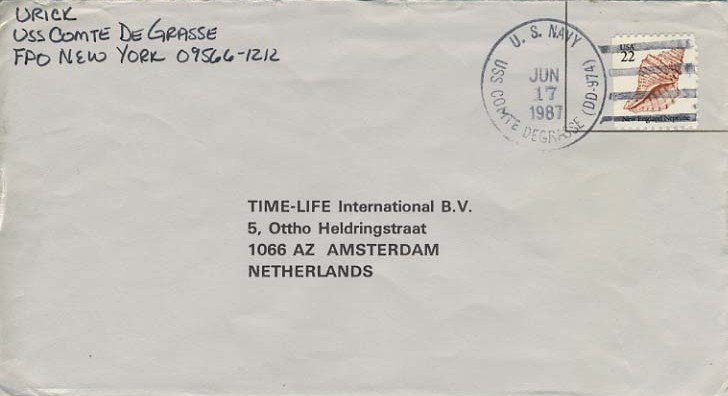 URICK
USS COMTE DE GRASSE
FPO NEW YORK 09566-1212
U. S. NAVY
JUN
17
1987
USS COMTE DEGRASSE (DD-974)
USA
22
New England Neptune
TIME-LIFE International B.V.
5, Ottho Heldringstraat
1066 AZ AMSTERDAM
NETHERLANDS